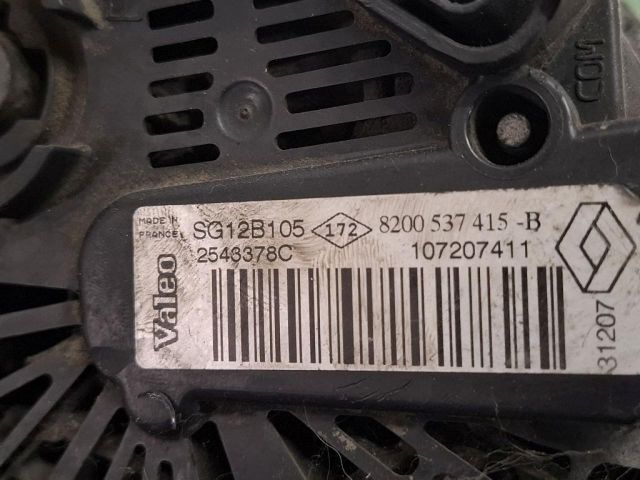 COM
MADE IN
FRANCE
SG12B105 172 8200 537 415 -B
2543378C 107207411
Valeo
31207